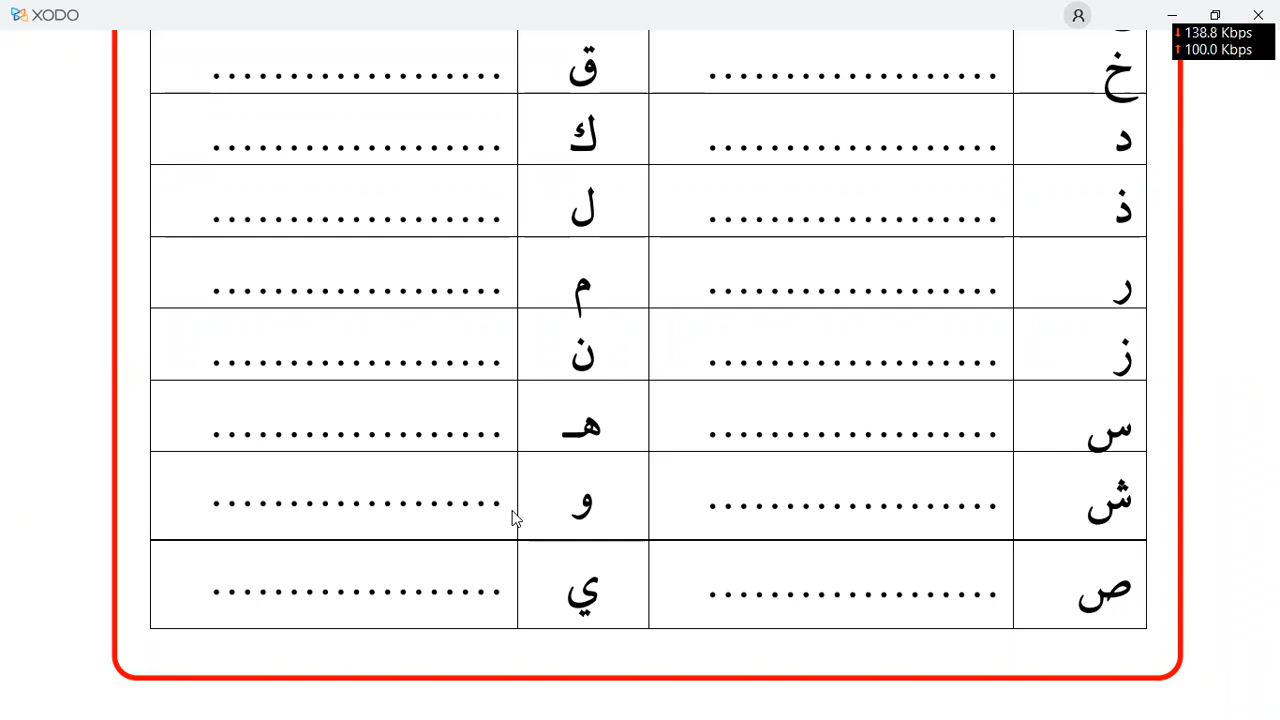 XODO
138.8 Kbps
100.0 Kbps
خ ................... ق ...................
د ................... ك ...................
ذ ................... ل ...................
ر ................... م ...................
ز ................... ن ...................
س ................... هـ ...................
ش ................... و ...................
ص ................... ي ...................